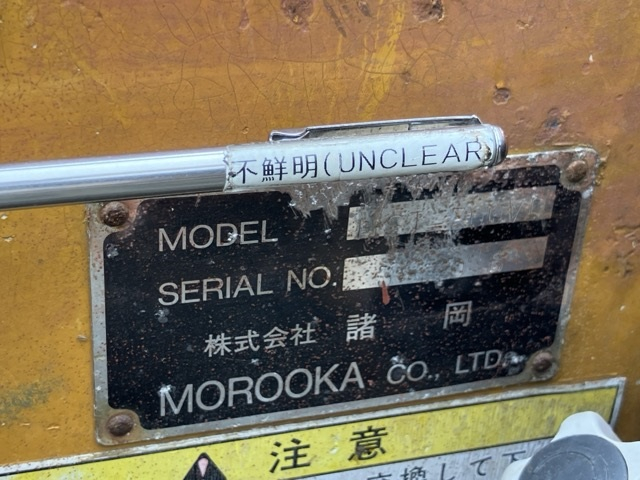 不鮮明(UNCLEAR)
MODEL
SERIAL NO.
株式会社 諸岡
MOROOKA CO., LTD.
注意